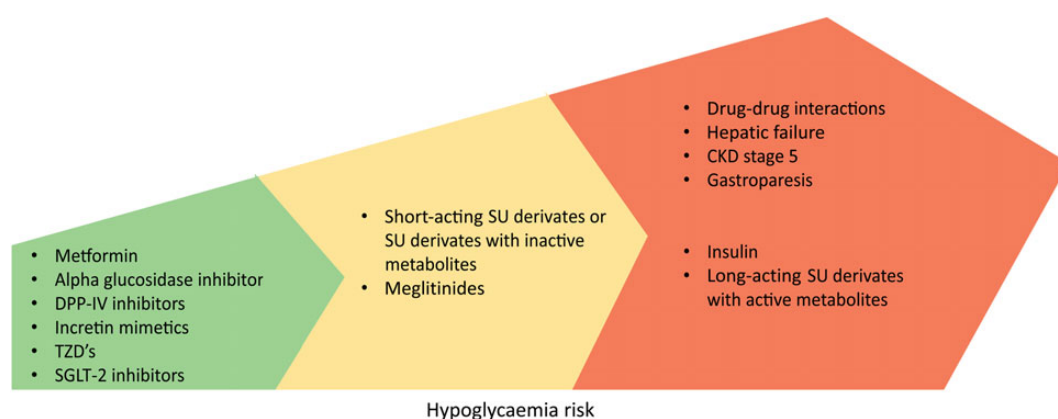 • Metformin
• Alpha glucosidase inhibitor
• DPP-IV inhibitors
• Incretin mimetics
• TZD's
• SGLT-2 inhibitors
• Short-acting SU derivates or
SU derivates with inactive
metabolites
• Meglitinides
• Drug-drug interactions
• Hepatic failure
• CKD stage 5
• Gastroparesis
• Insulin
• Long-acting SU derivates
with active metabolites
Hypoglycaemia risk